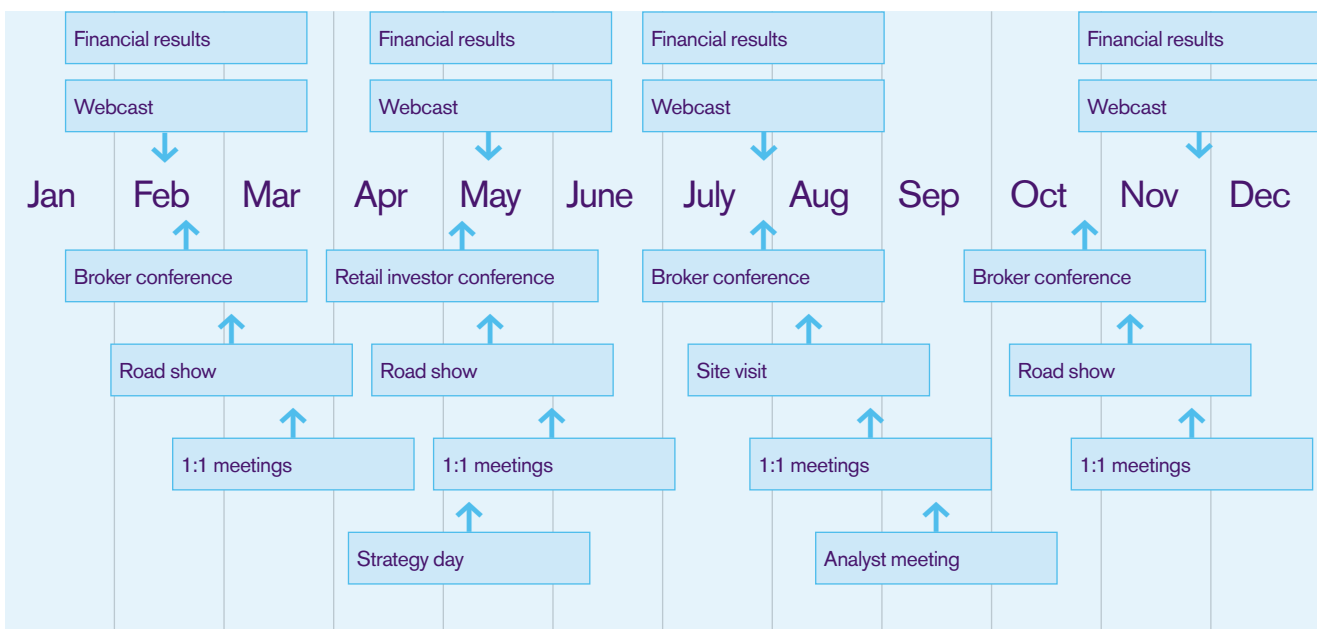 Financial results
Financial results
Financial results
Financial results
Webcast
Webcast
Webcast
Webcast
Jan Feb Mar Apr May June July Aug Sep Oct Nov Dec
Broker conference
Retail investor conference
Broker conference
Broker conference
Road show
Road show
Site visit
Road show
1:1 meetings
1:1 meetings
1:1 meetings
1:1 meetings
Strategy day
Analyst meeting